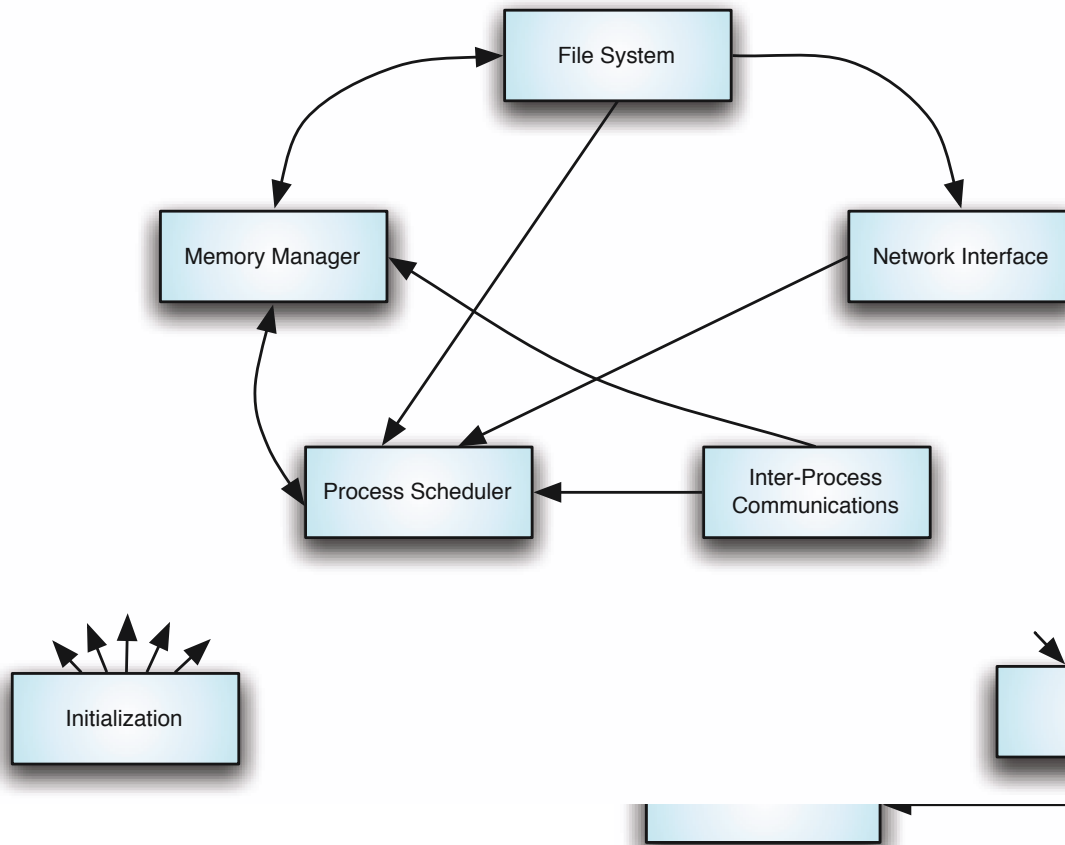 File System
Memory Manager
Network Interface
Process Scheduler
Inter-Process
Communications
Initialization